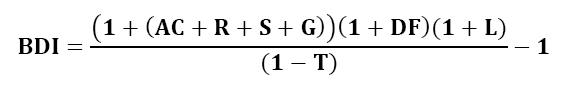 BDI = (1 + (AC + R + S + G))(1 + DF)(1 + L) / (1 − T) − 1